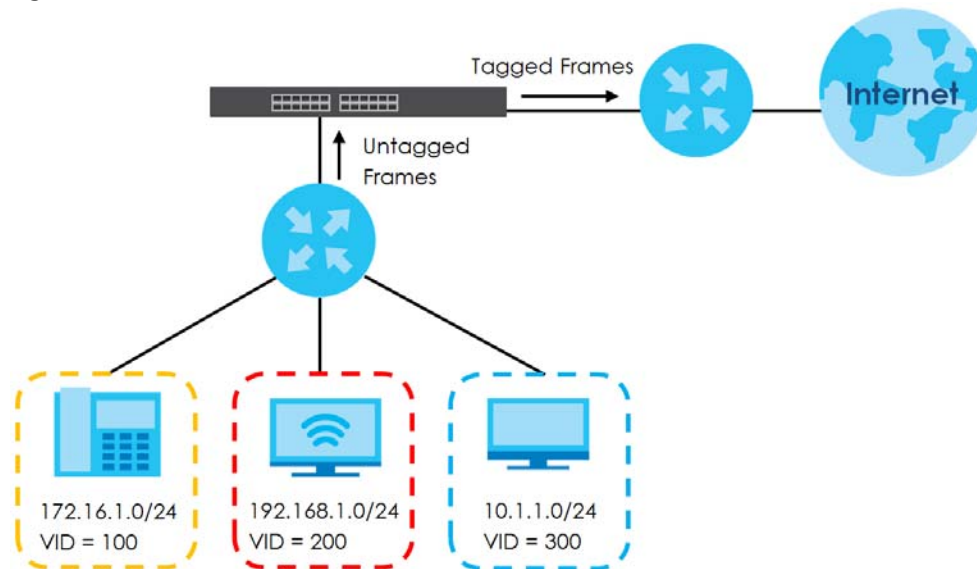 Tagged Frames
Internet
Untagged
Frames
172.16.1.0/24
VID = 100
192.168.1.0/24
VID = 200
10.1.1.0/24
VID = 300